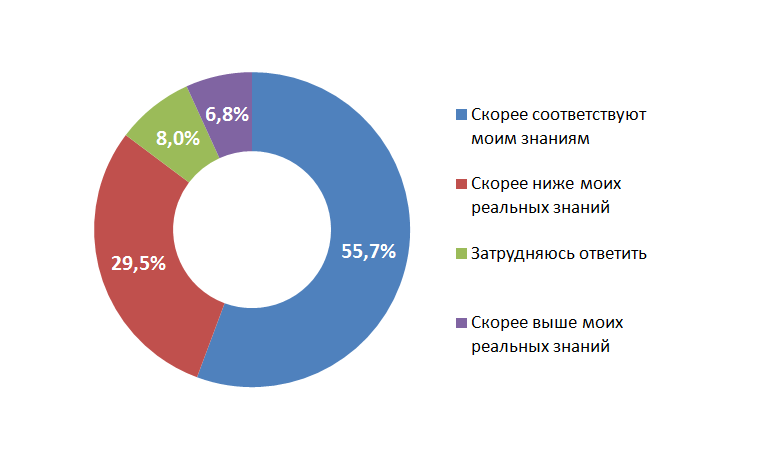 6,8%
8,0%
29,5%
55,7%
Скорее соответствуют
моим знаниям
Скорее ниже моих
реальных знаний
Затрудняюсь ответить
Скорее выше моих
реальных знаний